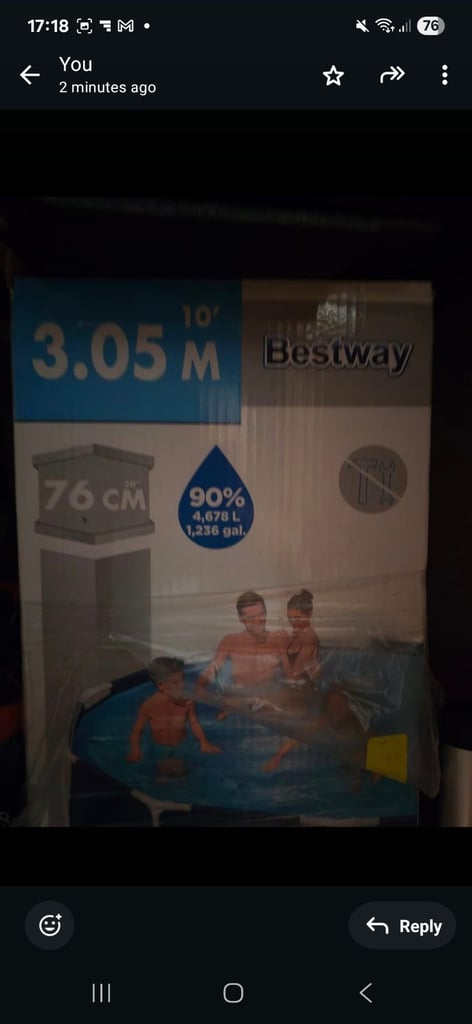 17:18
76
You
2 minutes ago
10'
3.05 M
Bestway
30"
76 CM
90%
4,678 L
1,236 gal.
Reply